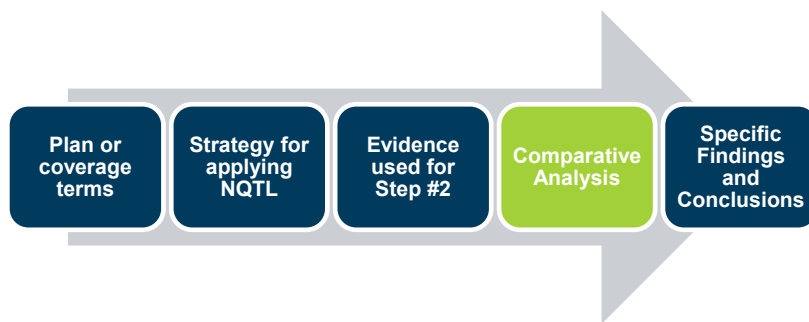 Plan or
coverage
terms
Strategy for
applying
NQTL
Evidence
used for
Step #2
Comparative
Analysis
Specific
Findings
and
Conclusions